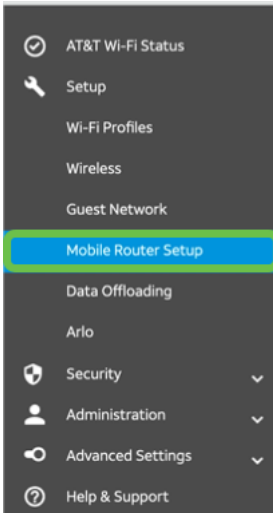 AT&T Wi-Fi Status
Setup
Wi-Fi Profiles
Wireless
Guest Network
Mobile Router Setup
Data Offloading
Arlo
Security
Administration
Advanced Settings
Help & Support